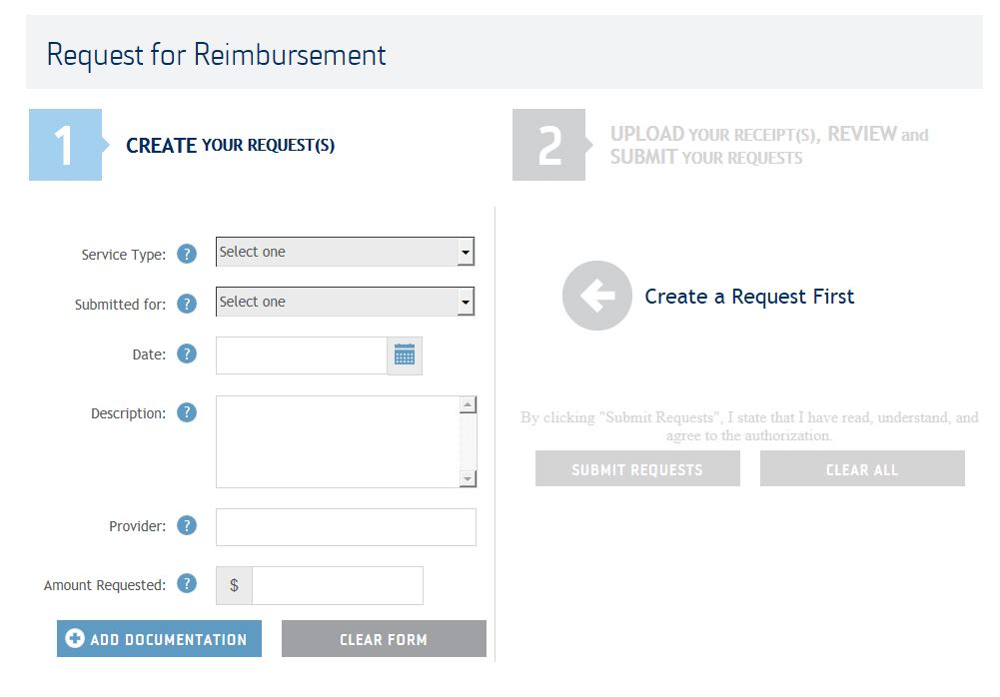 Request for Reimbursement
1
CREATE YOUR REQUEST(S)
2
UPLOAD YOUR RECEIPT(S), REVIEW and
SUBMIT YOUR REQUESTS
Service Type: ? Select one
Submitted for: ? Select one
Date: ?
Description: ?
Provider: ?
Amount Requested: ? $
ADD DOCUMENTATION
CLEAR FORM
Create a Request First
By clicking "Submit Requests", I state that I have read, understand, and
agree to the authorization.
SUBMIT REQUESTS
CLEAR ALL